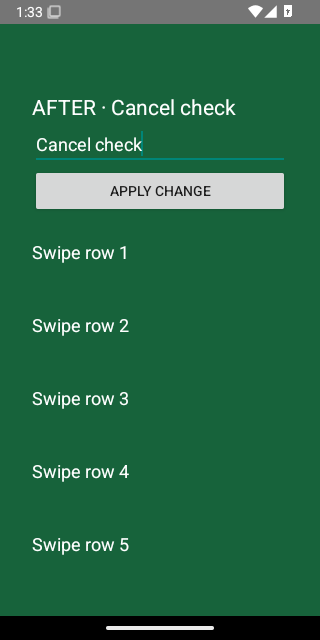 1:33
AFTER · Cancel check
Cancel check
APPLY CHANGE
Swipe row 1
Swipe row 2
Swipe row 3
Swipe row 4
Swipe row 5